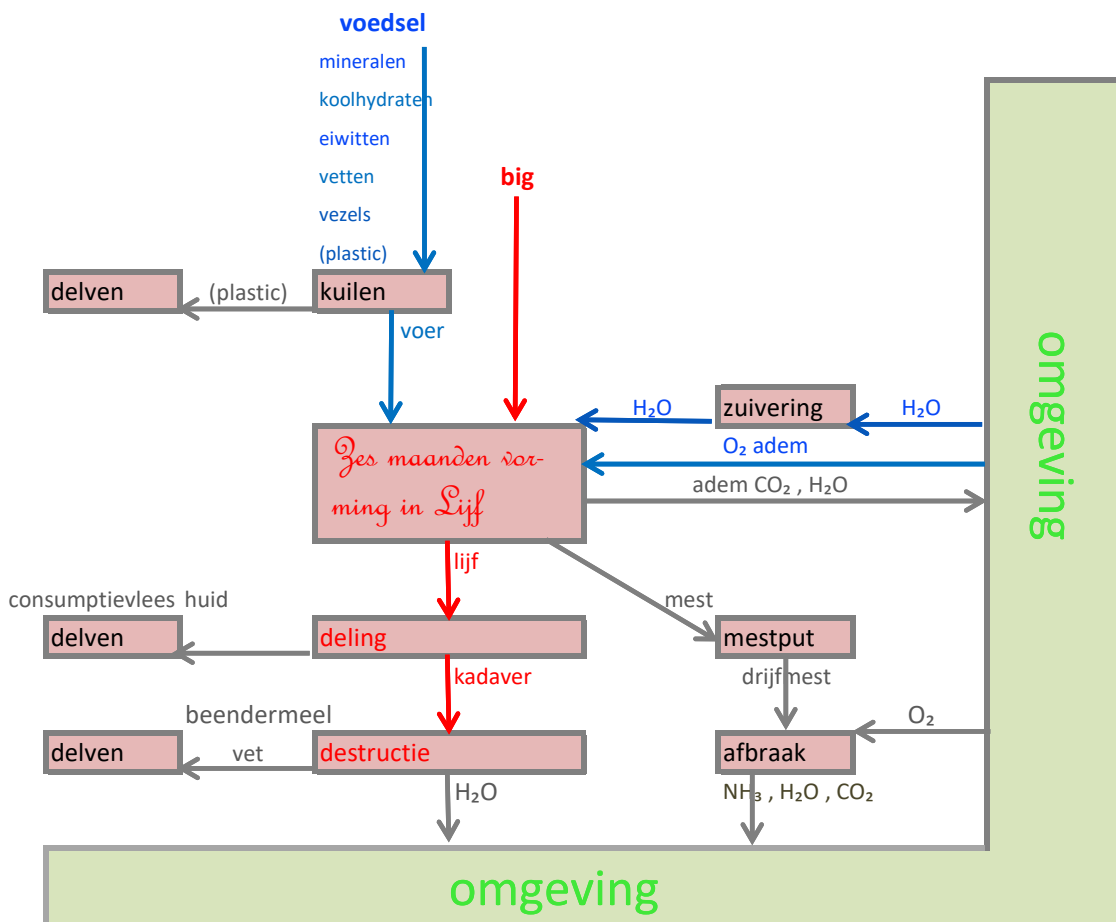 voedsel
mineralen
koolhydraten
eiwitten
vetten
big
vezels
(plastic)
delven
(plastic)
kuilen
voer
omgeving
H₂O
zuivering
H₂O
O₂ adem
Zes maanden vor-
ming in Lijf
adem CO₂ , H₂O
lijf
consumptievlees huid
mest
delven
deling
mestput
kadaver
drijfmest
beendermeel
O₂
delven
vet
destructie
afbraak
H₂O
NH₃ , H₂O , CO₂
omgeving